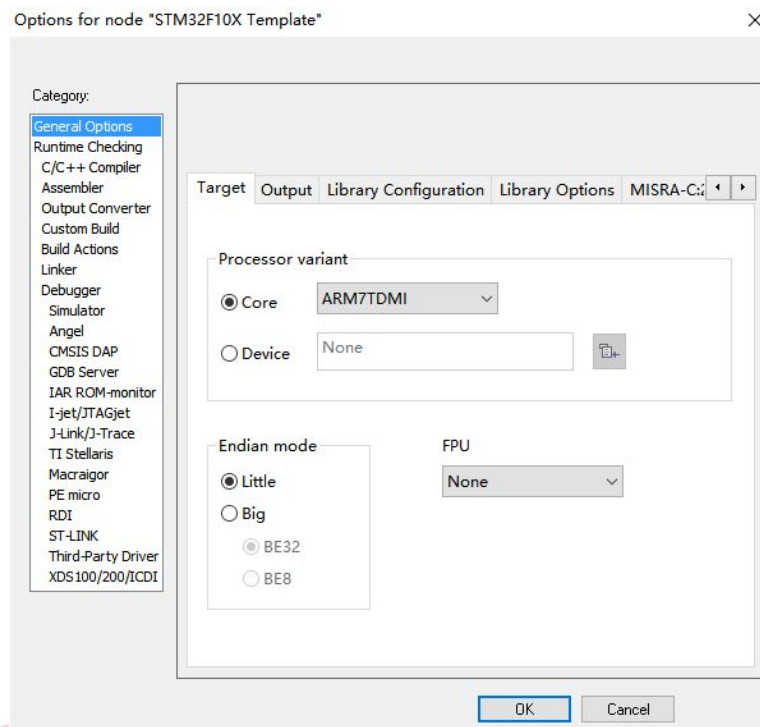 Options for node "STM32F10X Template"
Category:
General Options
Runtime Checking
C/C++ Compiler
Assembler
Output Converter
Custom Build
Build Actions
Linker
Debugger
Simulator
Angel
CMSIS DAP
GDB Server
IAR ROM-monitor
I-jet/JTAGjet
J-Link/J-Trace
TI Stellaris
Macraigor
PE micro
RDI
ST-LINK
Third-Party Driver
XDS100/200/ICDI
Target Output Library Configuration Library Options MISRA-C:2
Processor variant
Core ARM7TDMI
Device None
Endian mode
Little
Big
BE32
BE8
FPU
None
OK Cancel